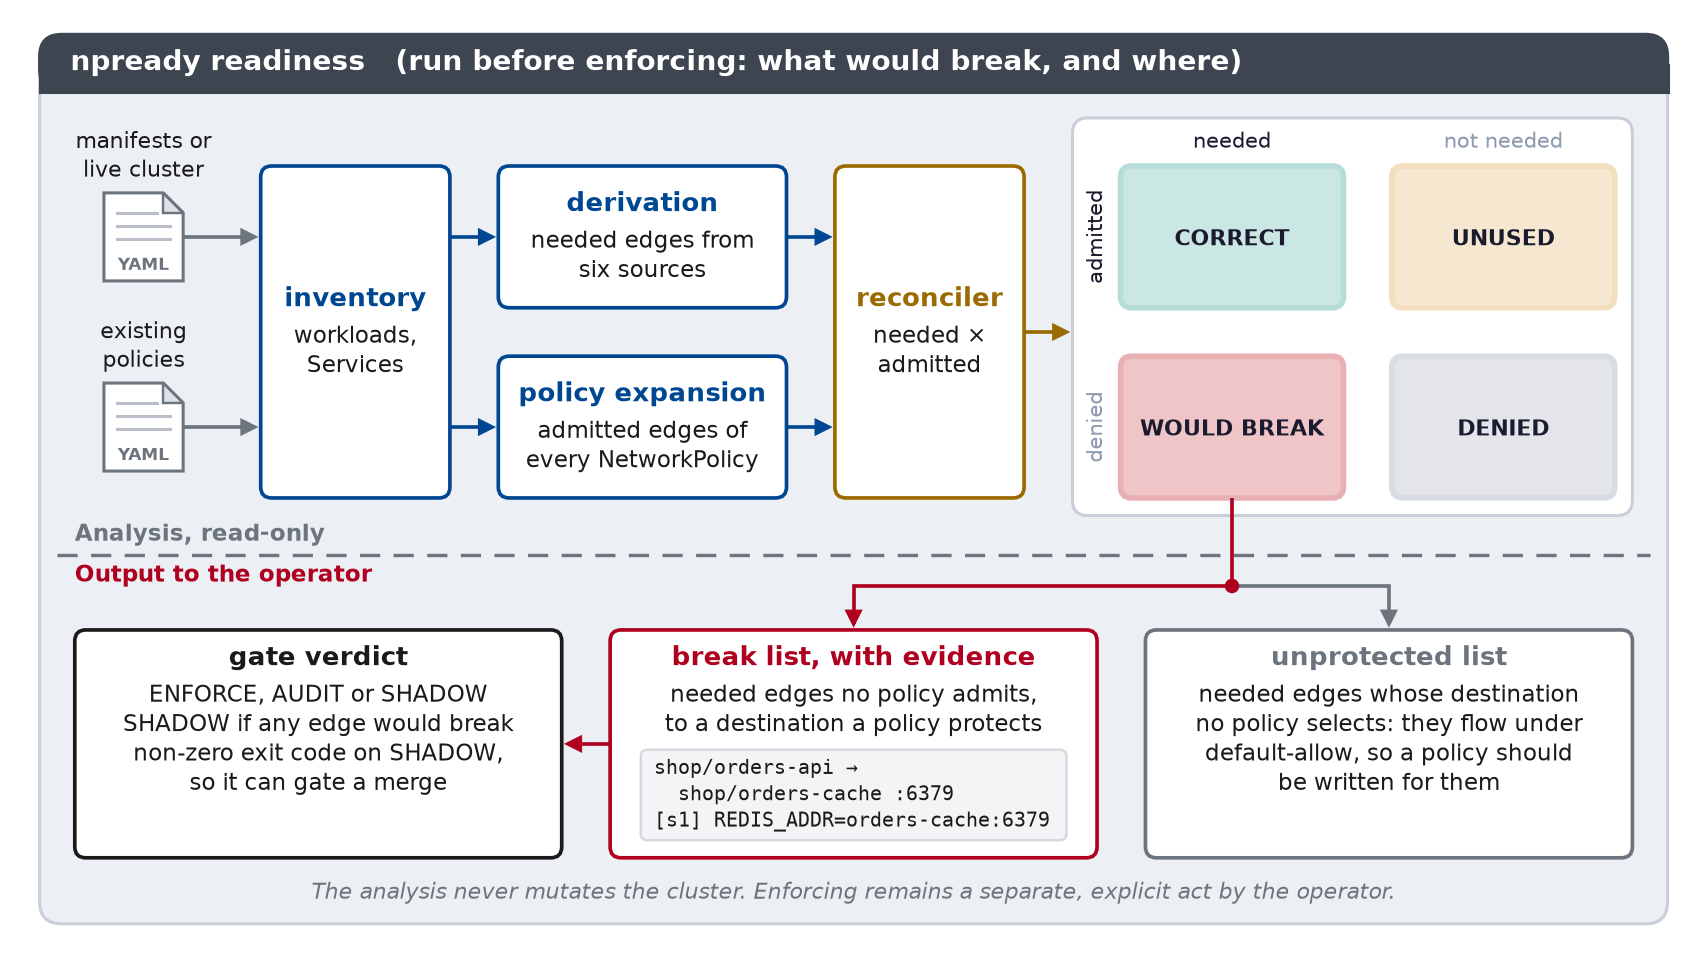 npready readiness   (run before enforcing: what would break, and where)
manifests or
live cluster
YAML
existing
policies
YAML
inventory
workloads,
Services
derivation
needed edges from
six sources
policy expansion
admitted edges of
every NetworkPolicy
reconciler
needed ×
admitted
needed
not needed
admitted
CORRECT
UNUSED
denied
WOULD BREAK
DENIED
Analysis, read-only
Output to the operator
gate verdict
ENFORCE, AUDIT or SHADOW
SHADOW if any edge would break
non-zero exit code on SHADOW,
so it can gate a merge
break list, with evidence
needed edges no policy admits,
to a destination a policy protects
shop/orders-api →
shop/orders-cache :6379
[s1] REDIS_ADDR=orders-cache:6379
unprotected list
needed edges whose destination
no policy selects: they flow under
default-allow, so a policy should
be written for them
The analysis never mutates the cluster. Enforcing remains a separate, explicit act by the operator.